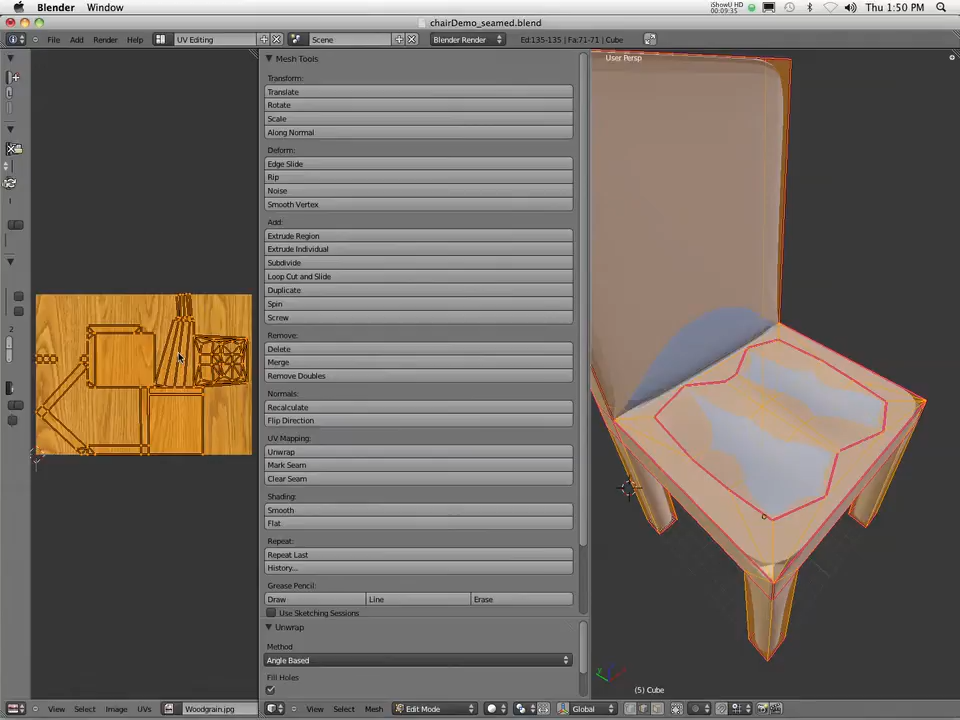 Blender Window
iShowU HD
00:09:35
Thu 1:50 PM
chairDemo_seamed.blend
File Add Render Help
UV Editing
Scene
Blender Render
Ed:135-135 | Fa:71-71 | Cube
Mesh Tools
User Persp
Transform:
Translate
Rotate
Scale
Along Normal
Deform:
Edge Slide
Rip
Noise
Smooth Vertex
Add:
Extrude Region
Extrude Individual
Subdivide
Loop Cut and Slide
Duplicate
Spin
Screw
Remove:
Delete
Merge
Remove Doubles
Normals:
Recalculate
Flip Direction
UV Mapping:
Unwrap
Mark Seam
Clear Seam
Shading:
Smooth
Flat
Repeat:
Repeat Last
History...
Grease Pencil:
Draw Line Erase
Use Sketching Sessions
Unwrap
Method
Angle Based
Fill Holes
(5) Cube
View Select Image UVs
Woodgrain.jpg
View Select Mesh
Edit Mode
Global